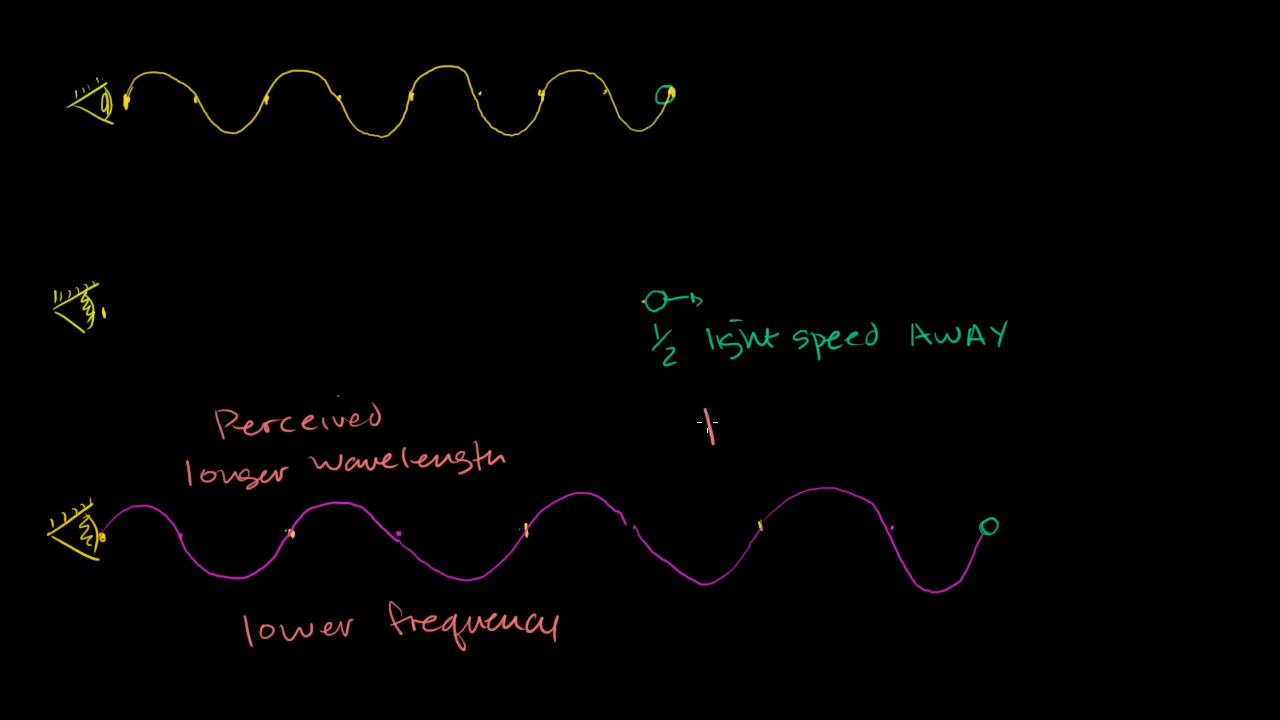 1/2 light speed AWAY
Perceived
longer wavelength
lower frequency